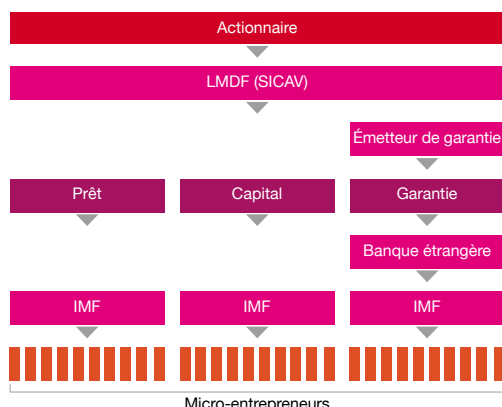 Actionnaire
LMDF (SICAV)
Émetteur de garantie
Prêt
Capital
Garantie
Banque étrangère
IMF
IMF
IMF
Micro-entrepreneurs